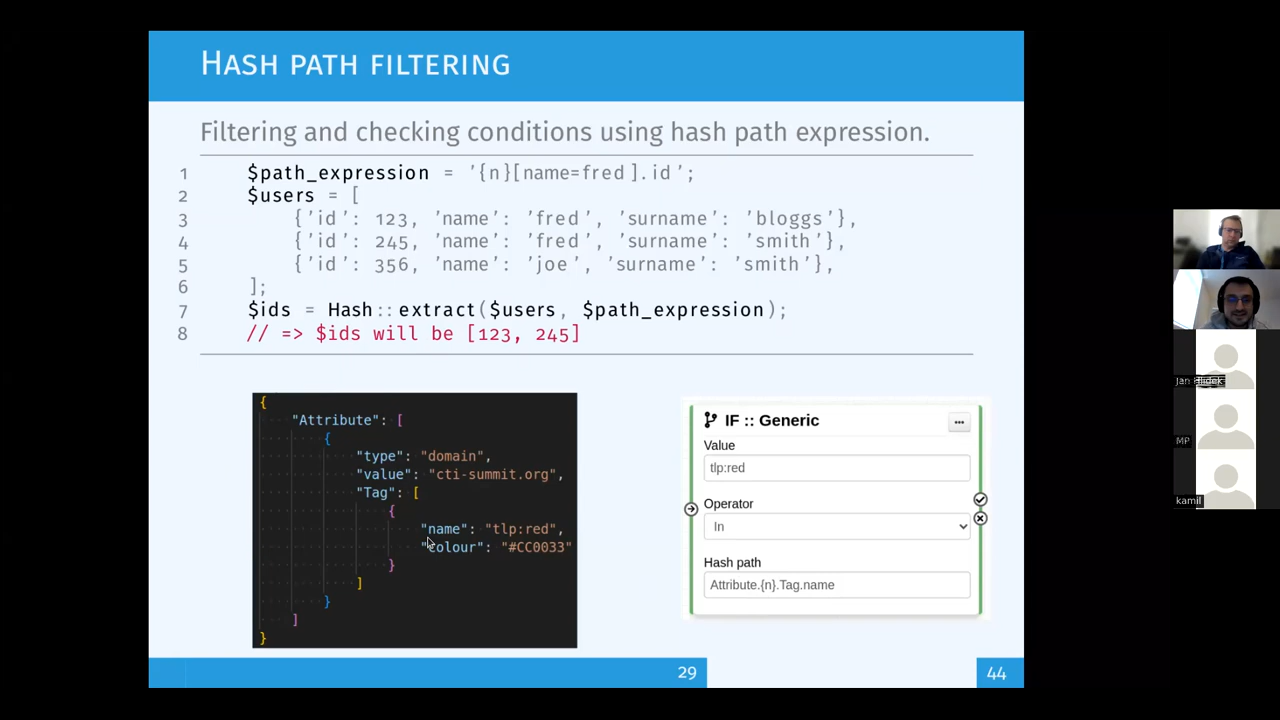 HASH PATH FILTERING
Filtering and checking conditions using hash path expression.
1 $path_expression = '{n}[name=fred].id';
2 $users = [
3 {'id': 123, 'name': 'fred', 'surname': 'bloggs'},
4 {'id': 245, 'name': 'fred', 'surname': 'smith'},
5 {'id': 356, 'name': 'joe', 'surname': 'smith'},
6 ];
7 $ids = Hash::extract($users, $path_expression);
8 // => $ids will be [123, 245]
{
"Attribute": [
{
"type": "domain",
"value": "cti-summit.org",
"Tag": [
{
"name": "tlp:red",
"colour": "#CC0033"
}
]
}
]
}
IF :: Generic
...
Value
tlp:red
Operator
In
Hash path
Attribute.{n}.Tag.name
29
44
Jan
MP
kamil